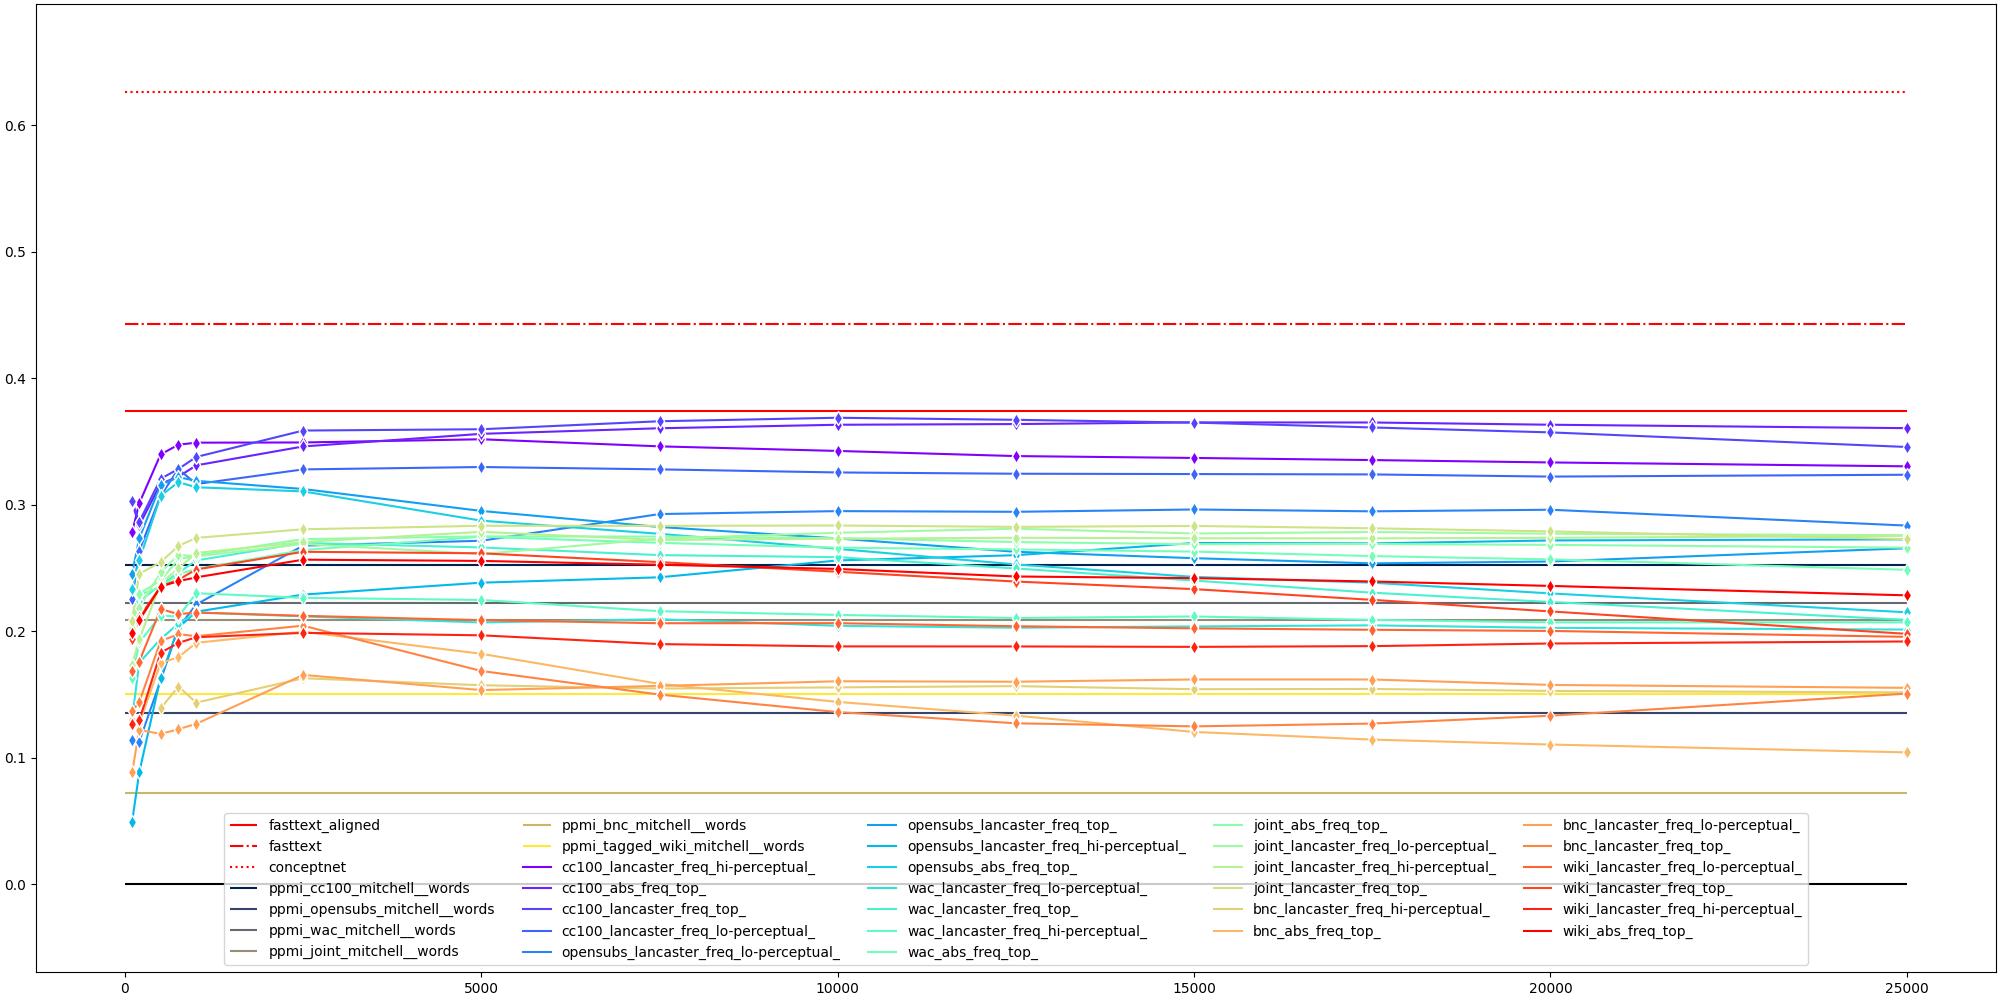 0.6
0.5
0.4
0.3
0.2
0.1
0.0
fasttext_aligned
fasttext
conceptnet
ppmi_cc100_mitchell__words
ppmi_opensubs_mitchell__words
ppmi_wac_mitchell__words
ppmi_joint_mitchell__words
ppmi_bnc_mitchell__words
ppmi_tagged_wiki_mitchell__words
cc100_lancaster_freq_hi-perceptual_
cc100_abs_freq_top_
cc100_lancaster_freq_top_
cc100_lancaster_freq_lo-perceptual_
opensubs_lancaster_freq_lo-perceptual_
opensubs_lancaster_freq_top_
opensubs_lancaster_freq_hi-perceptual_
opensubs_abs_freq_top_
wac_lancaster_freq_lo-perceptual_
wac_lancaster_freq_top_
wac_lancaster_freq_hi-perceptual_
wac_abs_freq_top_
joint_abs_freq_top_
joint_lancaster_freq_lo-perceptual_
joint_lancaster_freq_hi-perceptual_
joint_lancaster_freq_top_
bnc_lancaster_freq_hi-perceptual_
bnc_abs_freq_top_
bnc_lancaster_freq_lo-perceptual_
bnc_lancaster_freq_top_
wiki_lancaster_freq_lo-perceptual_
wiki_lancaster_freq_top_
wiki_lancaster_freq_hi-perceptual_
wiki_abs_freq_top_
0 5000 10000 15000 20000 25000